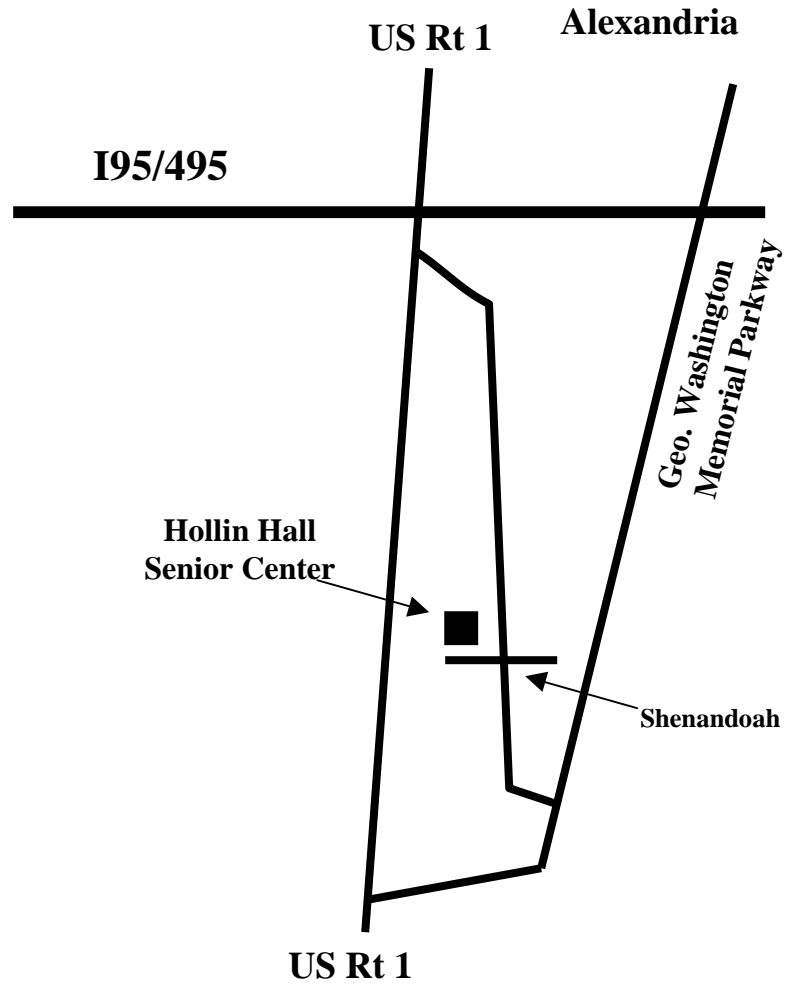 Alexandria
US Rt 1
I95/495
Geo. Washington
Memorial Parkway
Hollin Hall
Senior Center
Shenandoah
US Rt 1